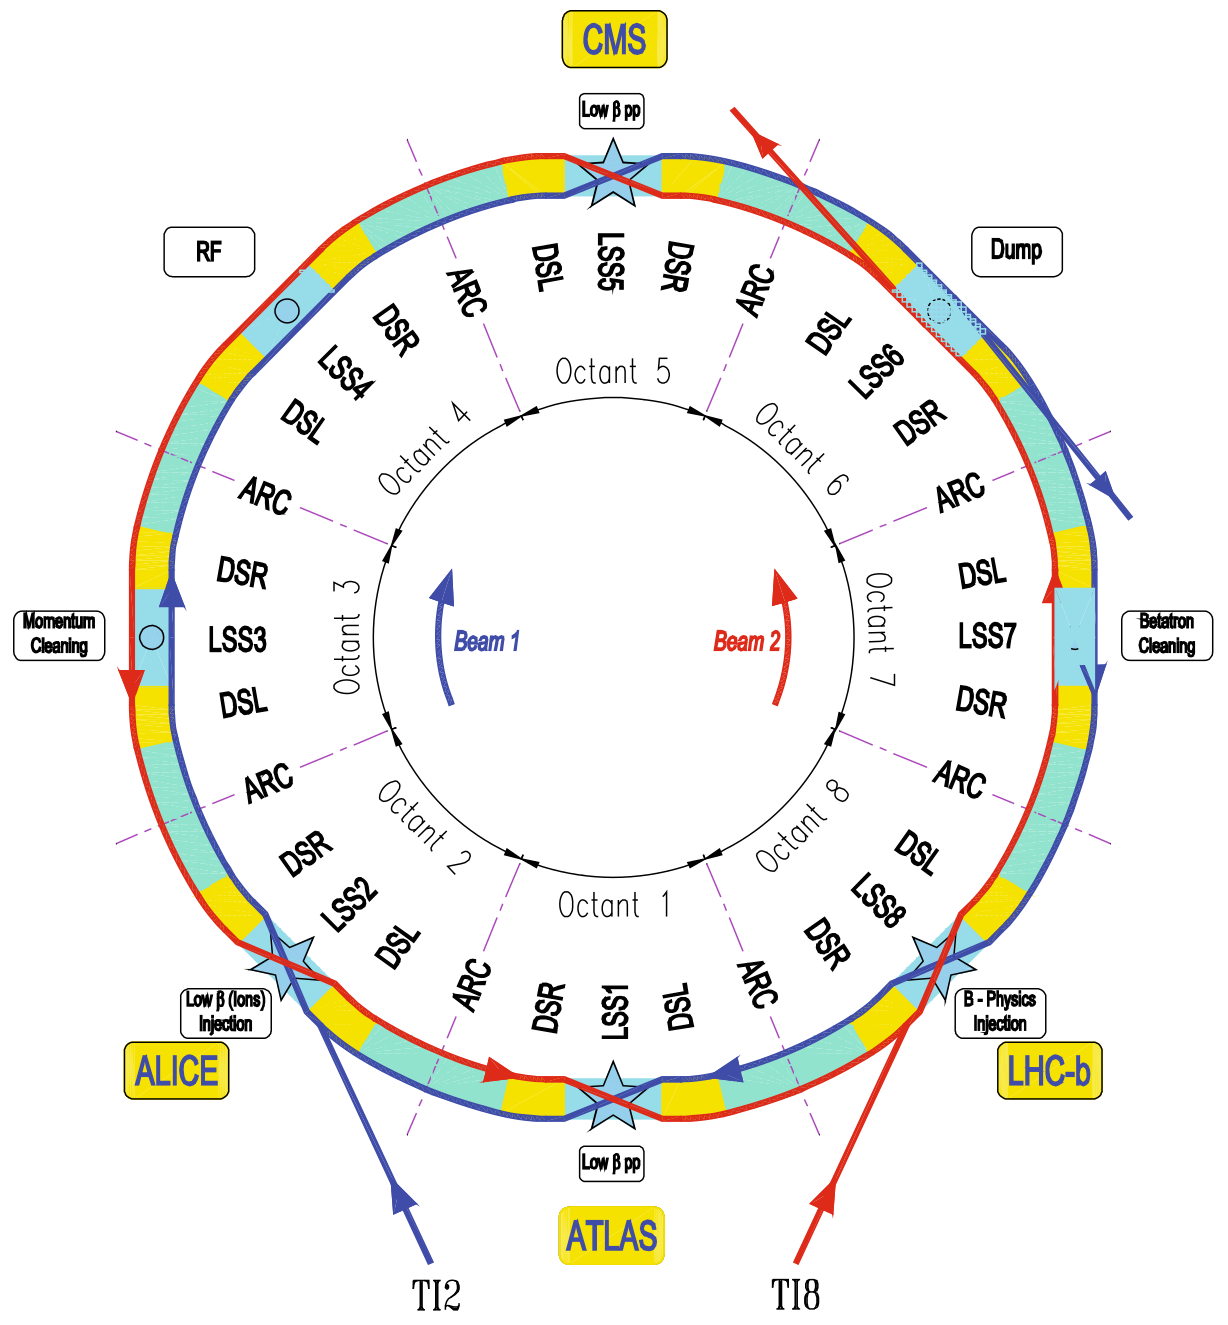 CMS
Low β pp
RF
Dump
DSL
LSS5
DSR
ARC
ARC
DSR
LSS4
DSL
DSL
LSS6
DSR
Octant 5
Octant 4
Octant 6
ARC
ARC
DSR
LSS3
DSL
Octant 3
Beam 1
Beam 2
Octant 7
DSL
LSS7
DSR
Momentum
Cleaning
Betatron
Cleaning
ARC
ARC
Octant 2
Octant 8
Octant 1
DSR
LSS2
DSL
DSL
LSS8
DSR
ARC
ARC
DSR
LSS1
DSL
Low β (Ions)
Injection
B - Physics
Injection
ALICE
LHC-b
Low β pp
ATLAS
TI2
TI8